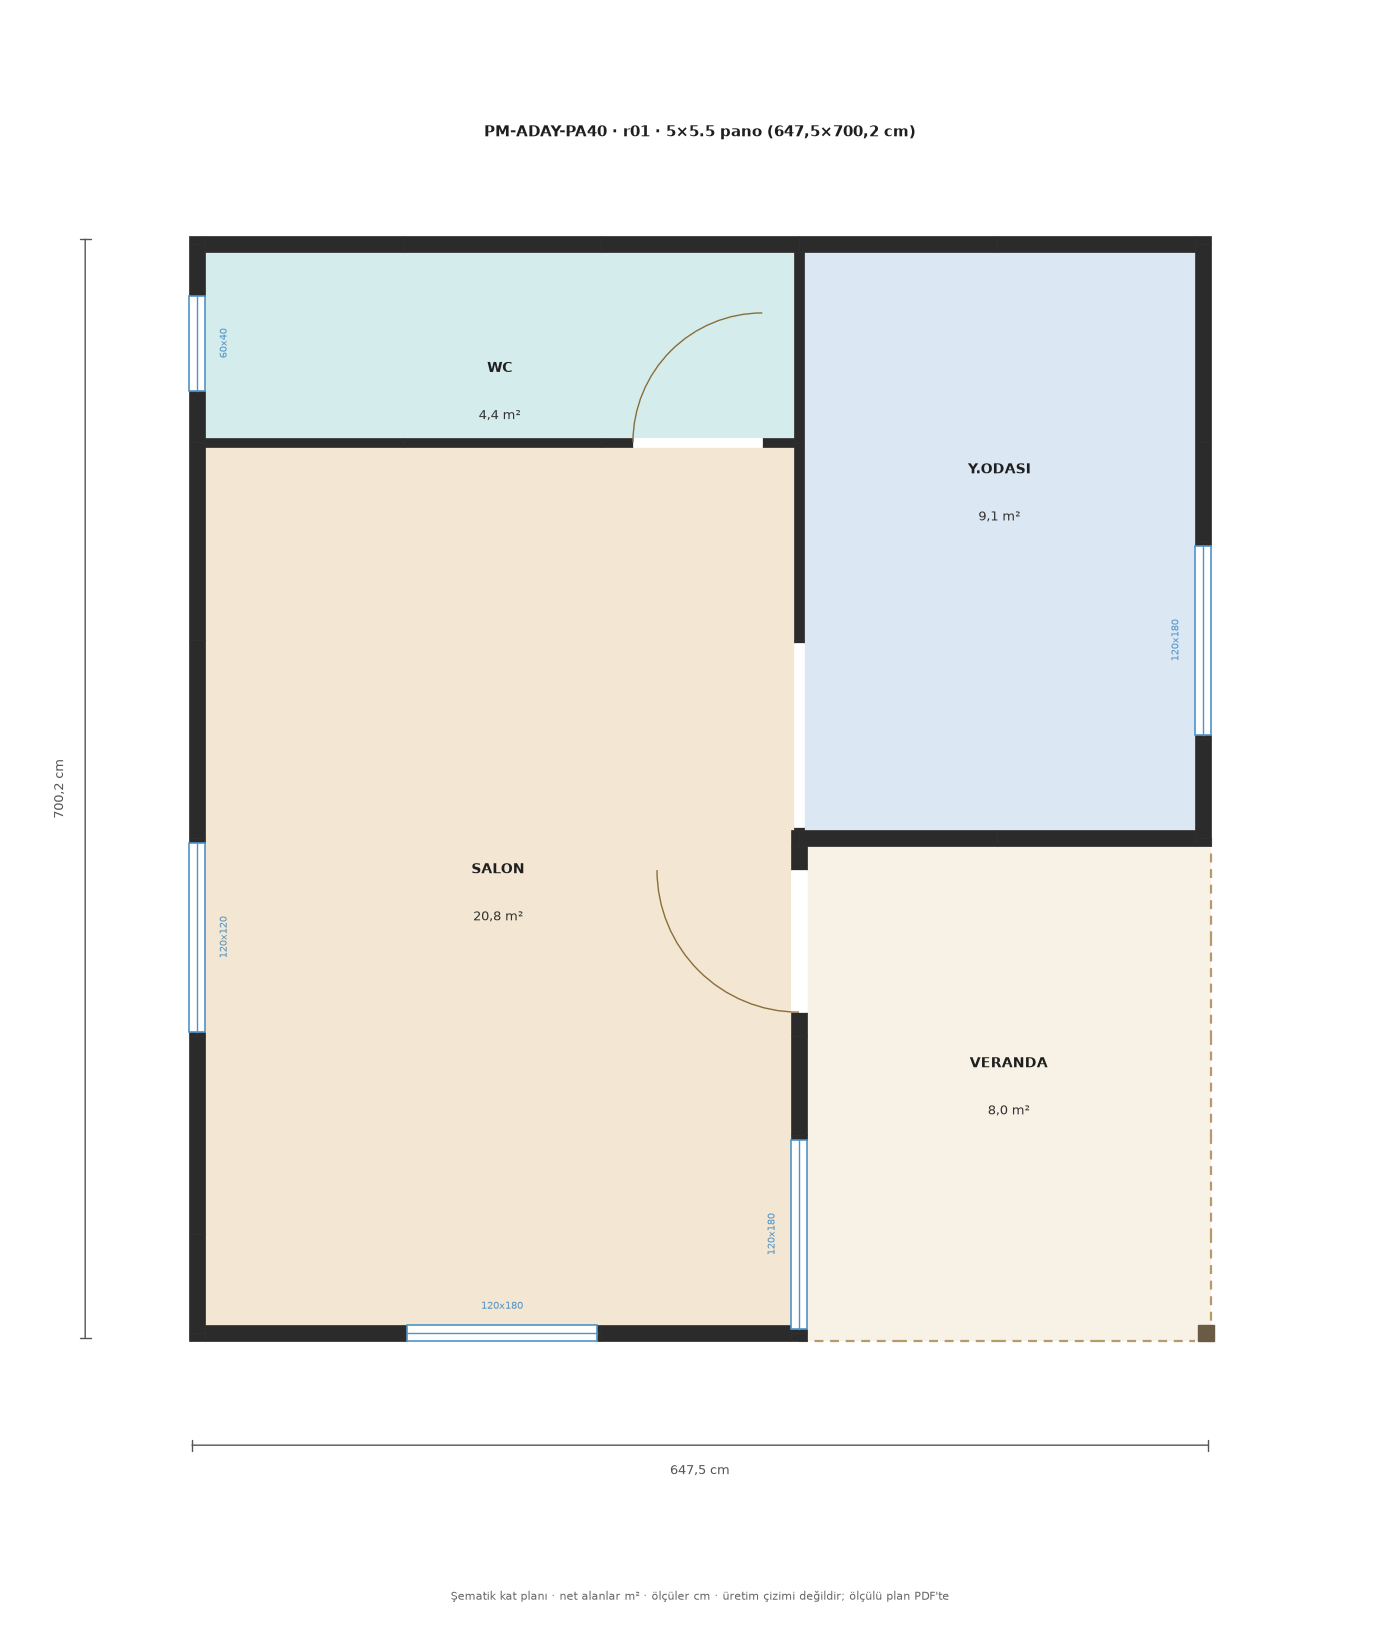 PM-ADAY-PA40 · r01 · 5×5.5 pano (647,5×700,2 cm)
60x40
WC
4,4 m²
Y.ODASI
9,1 m²
120x180
700,2 cm
SALON
20,8 m²
120x120
VERANDA
8,0 m²
120x180
120x180
647,5 cm
Şematik kat planı · net alanlar m² · ölçüler cm · üretim çizimi değildir; ölçülü plan PDF'te